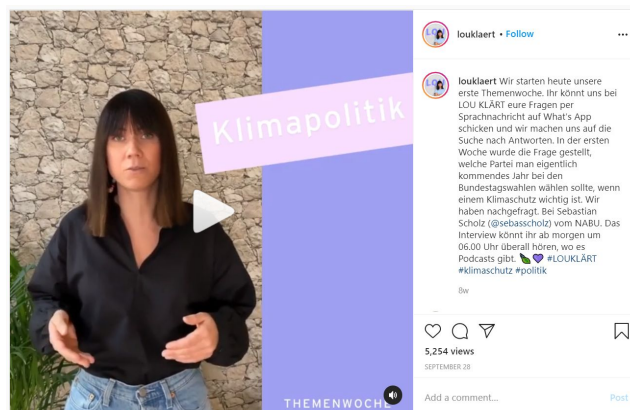 Klimapolitik
THEMENWOCHE
louklaert • Follow
louklaert Wir starten heute unsere
erste Themenwoche. Ihr könnt uns bei
LOU KLÄRT eure Fragen per
Sprachnachricht auf What's App
schicken und wir machen uns auf die
Suche nach Antworten. In der ersten
Woche wurde die Frage gestellt,
welche Partei man eigentlich
kommendes Jahr bei den
Bundestagswahlen wählen sollte, wenn
einem Klimaschutz wichtig ist. Wir
haben nachgefragt. Bei Sebastian
Scholz (@sebasscholz) vom NABU. Das
Interview könnt ihr ab morgen um
06.00 Uhr überall hören, wo es
Podcasts gibt. 🍃💜 #LOUKLÄRT
#klimaschutz #politik
8w
5,254 views
SEPTEMBER 28
Add a comment... Post